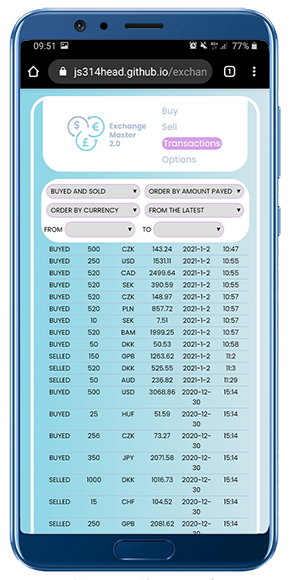 09:51 77%
js314head.github.io/exchan 1
$ € £
Exchange
Master
2.0
Buy
Sell
Transactions
Options
BUYED AND SOLD ORDER BY AMOUNT PAYED
ORDER BY CURRENCY FROM THE LATEST
FROM TO
BUYED 500 CZK 143.24 2021-1-2 10:47
BUYED 250 USD 1531.11 2021-1-2 10:55
BUYED 520 CAD 2499.64 2021-1-2 10:55
BUYED 520 SEK 390.59 2021-1-2 10:55
BUYED 520 CZK 148.97 2021-1-2 10:57
BUYED 520 PLN 857.72 2021-1-2 10:57
BUYED 10 SEK 7.51 2021-1-2 10:57
BUYED 520 BAM 1999.25 2021-1-2 10:57
BUYED 50 DKK 50.53 2021-1-2 10:58
SELLED 150 GPB 1263.62 2021-1-2 11:2
SELLED 520 DKK 525.55 2021-1-2 11:3
SELLED 50 AUD 236.82 2021-1-2 11:29
BUYED 500 USD 3068.86 2020-12-30 15:14
BUYED 25 HUF 51.59 2020-12-30 15:14
BUYED 256 CZK 73.27 2020-12-30 15:14
BUYED 350 JPY 2071.58 2020-12-30 15:14
SELLED 1000 DKK 1016.73 2020-12-30 15:14
SELLED 15 CHF 104.52 2020-12-30 15:14
SELLED 250 GPB 2081.62 2020-12-30 15:14